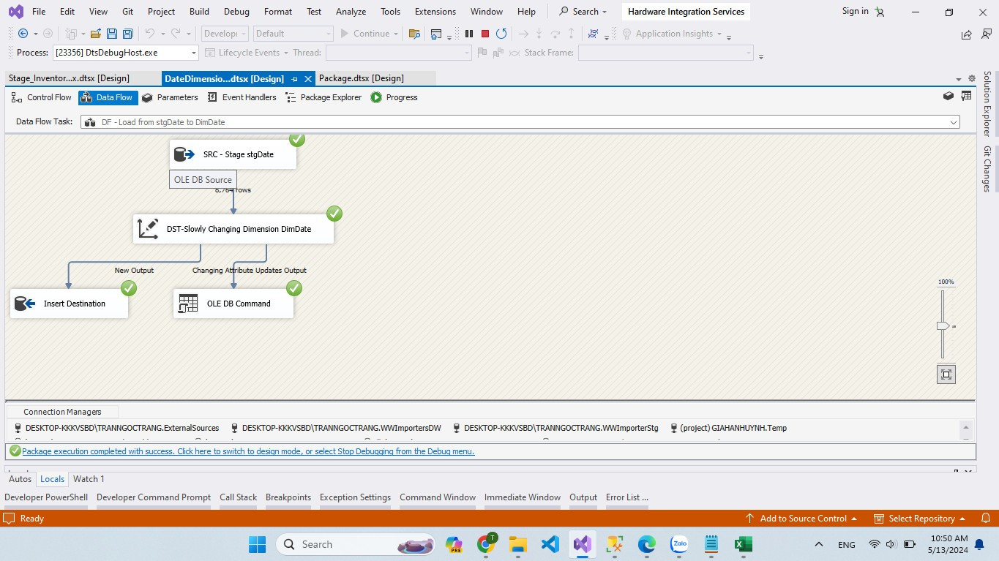 File Edit View Git Project Build Debug Format Test Analyze Tools Extensions Window Help Search Hardware Integration Services Sign in
Develop Default Continue Application Insights
Process: [23356] DtsDebugHost.exe Lifecycle Events Thread: Stack Frame:
Stage_Inventor...x.dtsx [Design] DateDimensio...dtsx [Design] Package.dtsx [Design]
Control Flow Data Flow Parameters Event Handlers Package Explorer Progress
Data Flow Task: DF - Load from stgDate to DimDate
Solution Explorer
Git Changes
SRC - Stage stgDate
OLE DB Source
8,764 rows
DST-Slowly Changing Dimension DimDate
New Output Changing Attribute Updates Output
Insert Destination OLE DB Command
100%
Connection Managers
DESKTOP-KKKVSBD\TRANNGOCTRANG.ExternalSources DESKTOP-KKKVSBD\TRANNGOCTRANG.WWImportersDW DESKTOP-KKKVSBD\TRANNGOCTRANG.WWImporterStg (project) GIAHANHUYNH.Temp
Package execution completed with success. Click here to switch to design mode, or select Stop Debugging from the Debug menu.
Autos Locals Watch 1
Developer PowerShell Developer Command Prompt Call Stack Breakpoints Exception Settings Command Window Immediate Window Output Error List ...
Ready Add to Source Control Select Repository
Search PRE T Zalo ENG 10:50 AM
5/13/2024